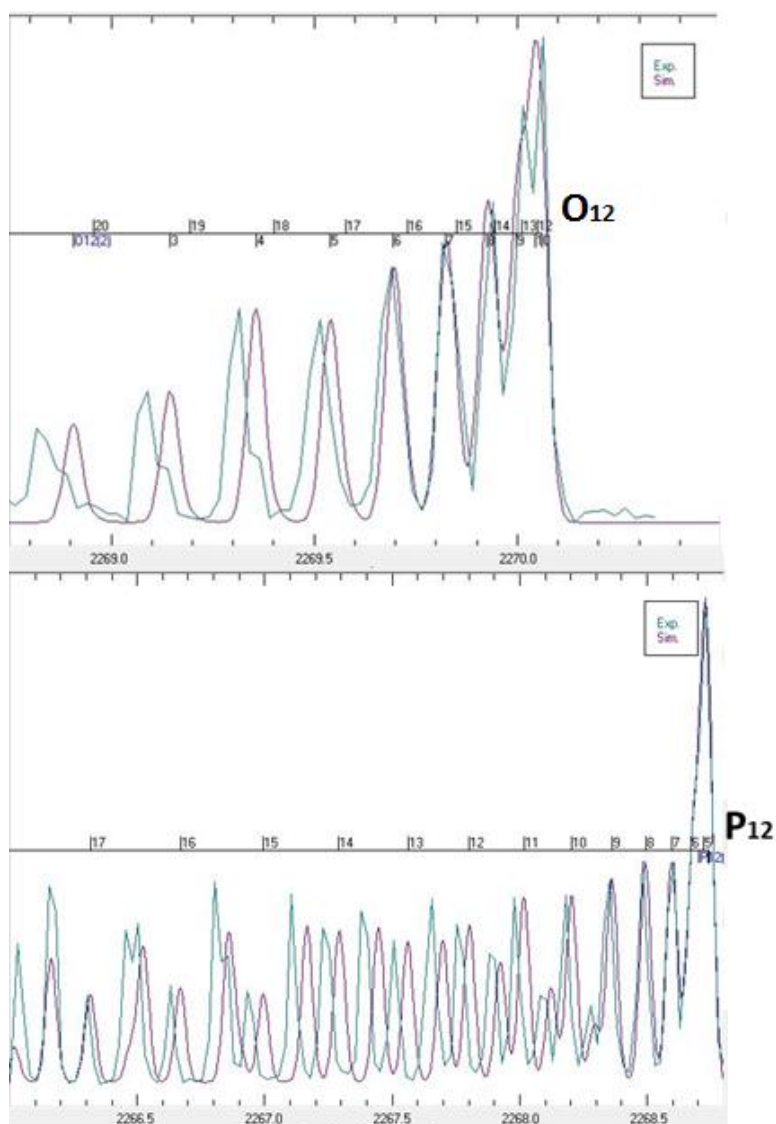 Exp.
Sim.
O12
|20 |19 |18 |17 |16 |15 |14 |13 |12
|O12(2) |3 |4 |5 |6 |7 |8 |9 |10
2269.0 2269.5 2270.0
Exp.
Sim.
|17 |16 |15 |14 |13 |12 |11 |10 |9 |8 |7 |6 |5
P12
2266.5 2267.0 2267.5 2268.0 2268.5